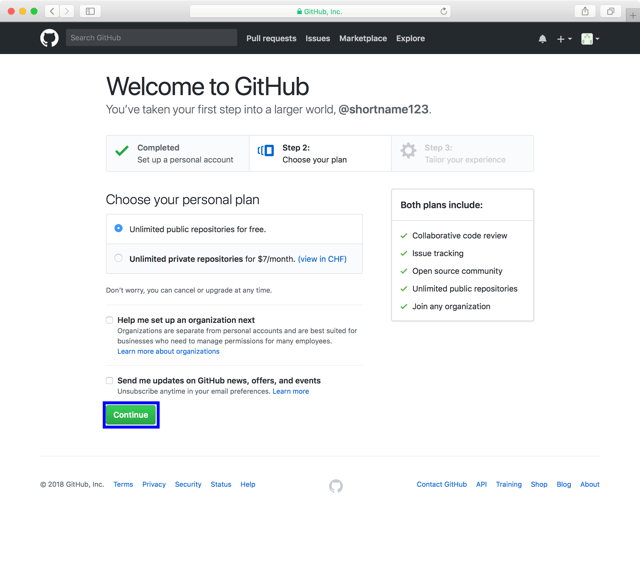 GitHub, Inc.
Search GitHub
Pull requests Issues Marketplace Explore
Welcome to GitHub
You've taken your first step into a larger world, @shortname123.
Completed
Set up a personal account
Step 2:
Choose your plan
Step 3:
Tailor your experience
Choose your personal plan
Unlimited public repositories for free.
Unlimited private repositories for $7/month. (view in CHF)
Don't worry, you can cancel or upgrade at any time.
Help me set up an organization next
Organizations are separate from personal accounts and are best suited for
businesses who need to manage permissions for many employees.
Learn more about organizations
Send me updates on GitHub news, offers, and events
Unsubscribe anytime in your email preferences. Learn more
Continue
Both plans include:
Collaborative code review
Issue tracking
Open source community
Unlimited public repositories
Join any organization
© 2018 GitHub, Inc. Terms Privacy Security Status Help
Contact GitHub API Training Shop Blog About